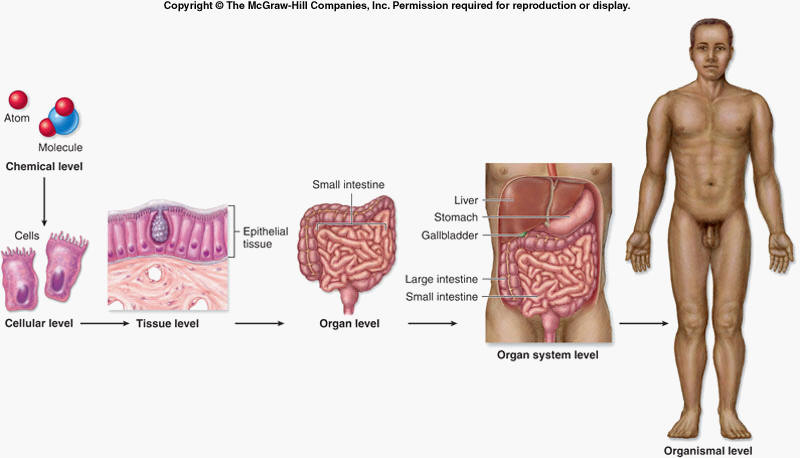 Copyright © The McGraw-Hill Companies, Inc. Permission required for reproduction or display.
Atom
Molecule
Chemical level
Cells
Cellular level
Epithelial
tissue
Tissue level
Small intestine
Organ level
Liver
Stomach
Gallbladder
Large intestine
Small intestine
Organ system level
Organismal level